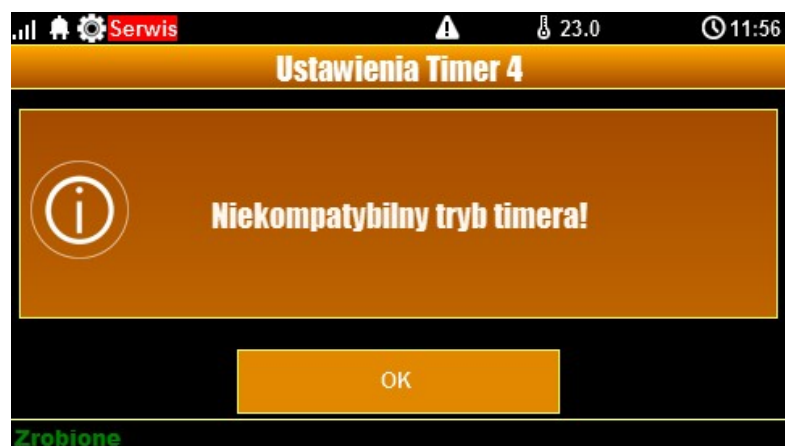 Serwis 23.0 11:56
Ustawienia Timer 4
Niekompatybilny tryb timera!
OK
Zrobione